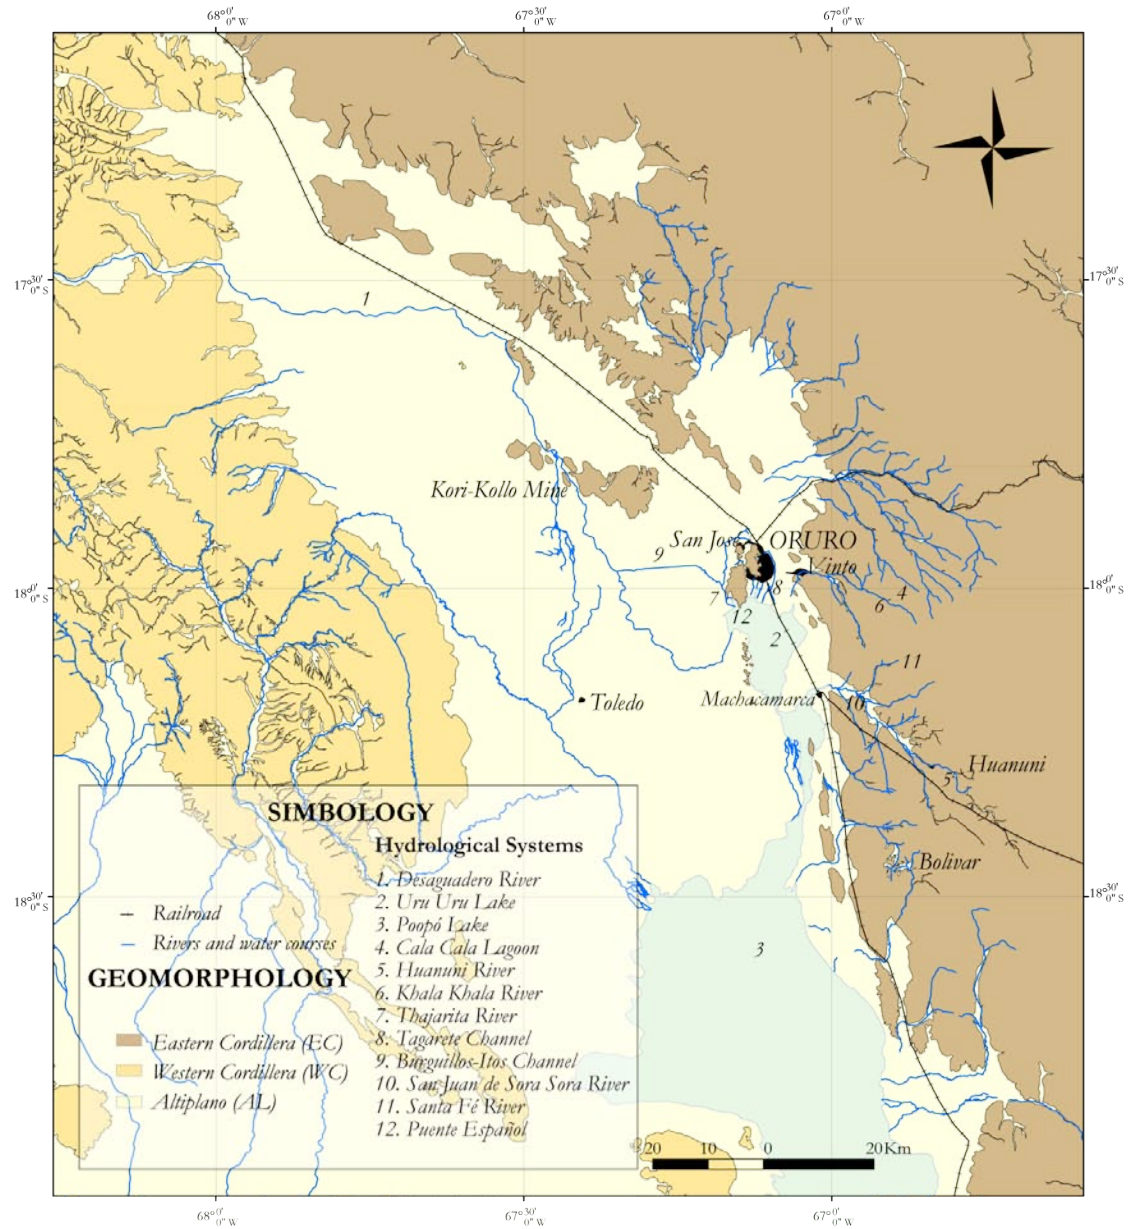 68°0'0" W
67°30'0" W
67°0'0" W
17°30'0" S
17°30'0" S
1
Kori-Kollo Mine
San José
ORURO
Vinto
9
18°0'0" S
18°0'0" S
7
8
4
6
12
2
11
Toledo
Machacamarca
10
Huanuni
5
Bolivar
18°30'0" S
18°30'0" S
3
SIMBOLOGY
Hydrological Systems
1. Desaguadero River
2. Uru Uru Lake
3. Poopó Lake
4. Cala Cala Lagoon
5. Huanuni River
6. Khala Khala River
7. Thajarita River
8. Tagarete Channel
9. Burguillos-Itos Channel
10. San Juan de Sora Sora River
11. Santa Fé River
12. Puente Español
Railroad
Rivers and water courses
GEOMORPHOLOGY
Eastern Cordillera (EC)
Western Cordillera (WC)
Altiplano (AL)
20 10 0 20Km
68°0'0" W
67°30'0" W
67°0'0" W